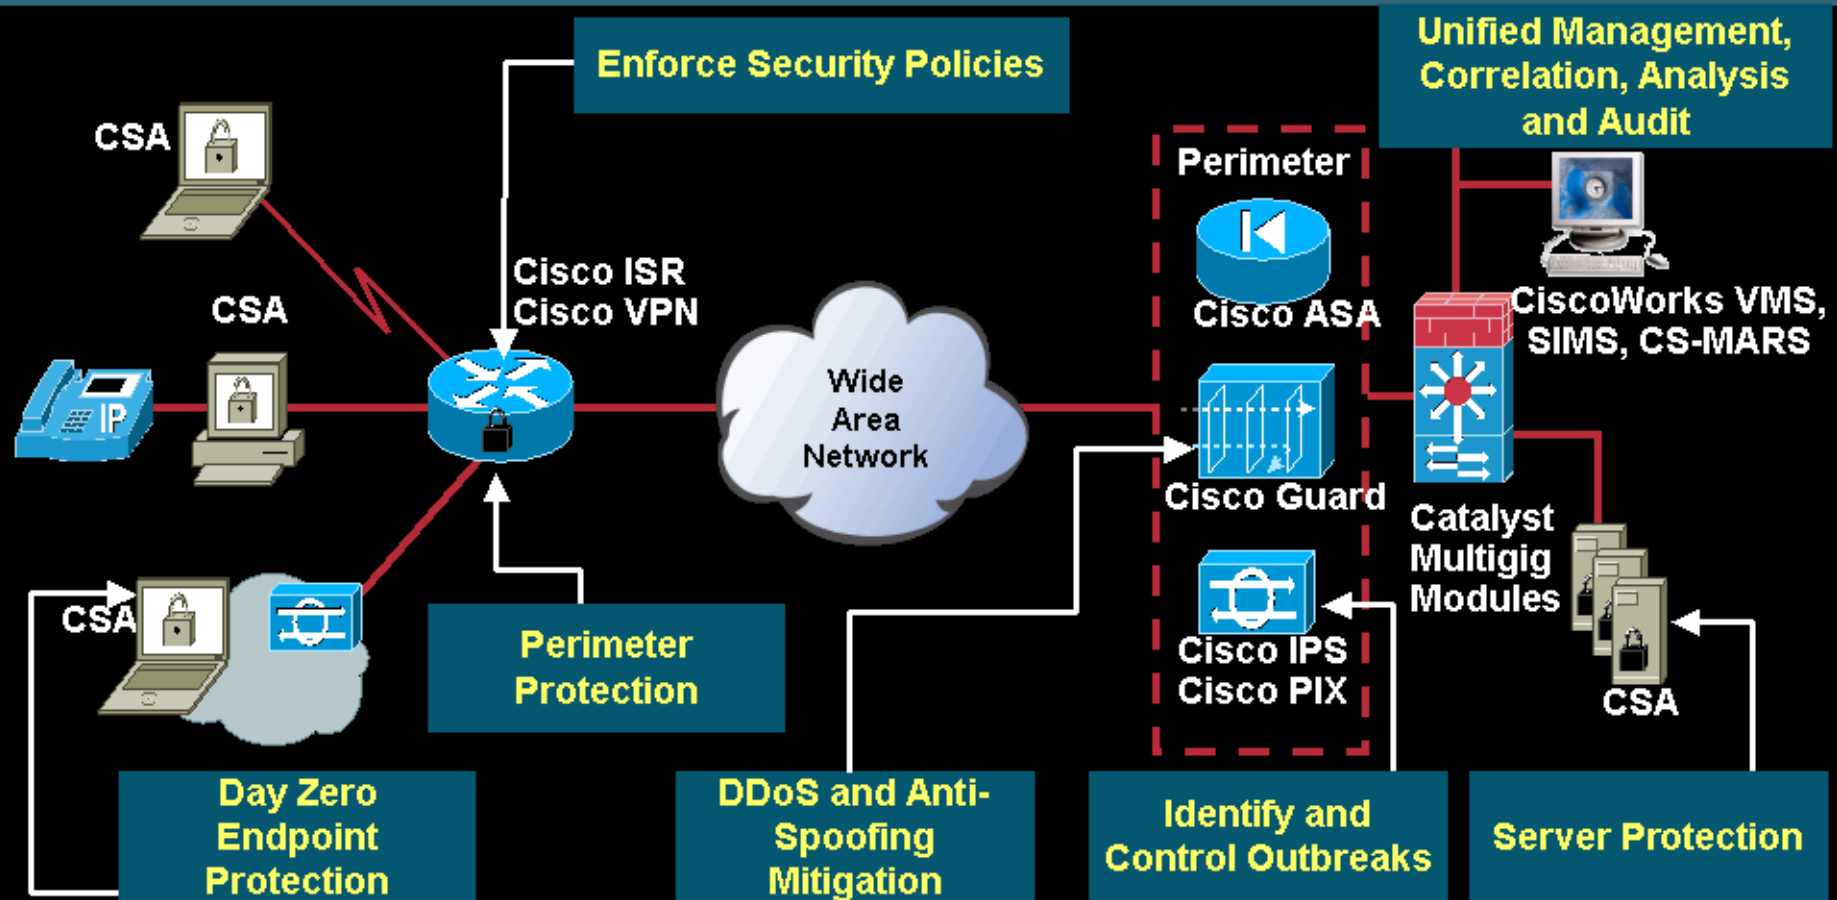 Enforce Security Policies
Unified Management,
Correlation, Analysis
and Audit
CSA
Perimeter
Cisco ISR
Cisco VPN
CSA
Cisco ASA
CiscoWorks VMS,
SIMS, CS-MARS
IP
Wide
Area
Network
Cisco Guard
Catalyst
Multigig
Modules
CSA
Perimeter
Protection
Cisco IPS
Cisco PIX
CSA
Day Zero
Endpoint
Protection
DDoS and Anti-
Spoofing
Mitigation
Identify and
Control Outbreaks
Server Protection